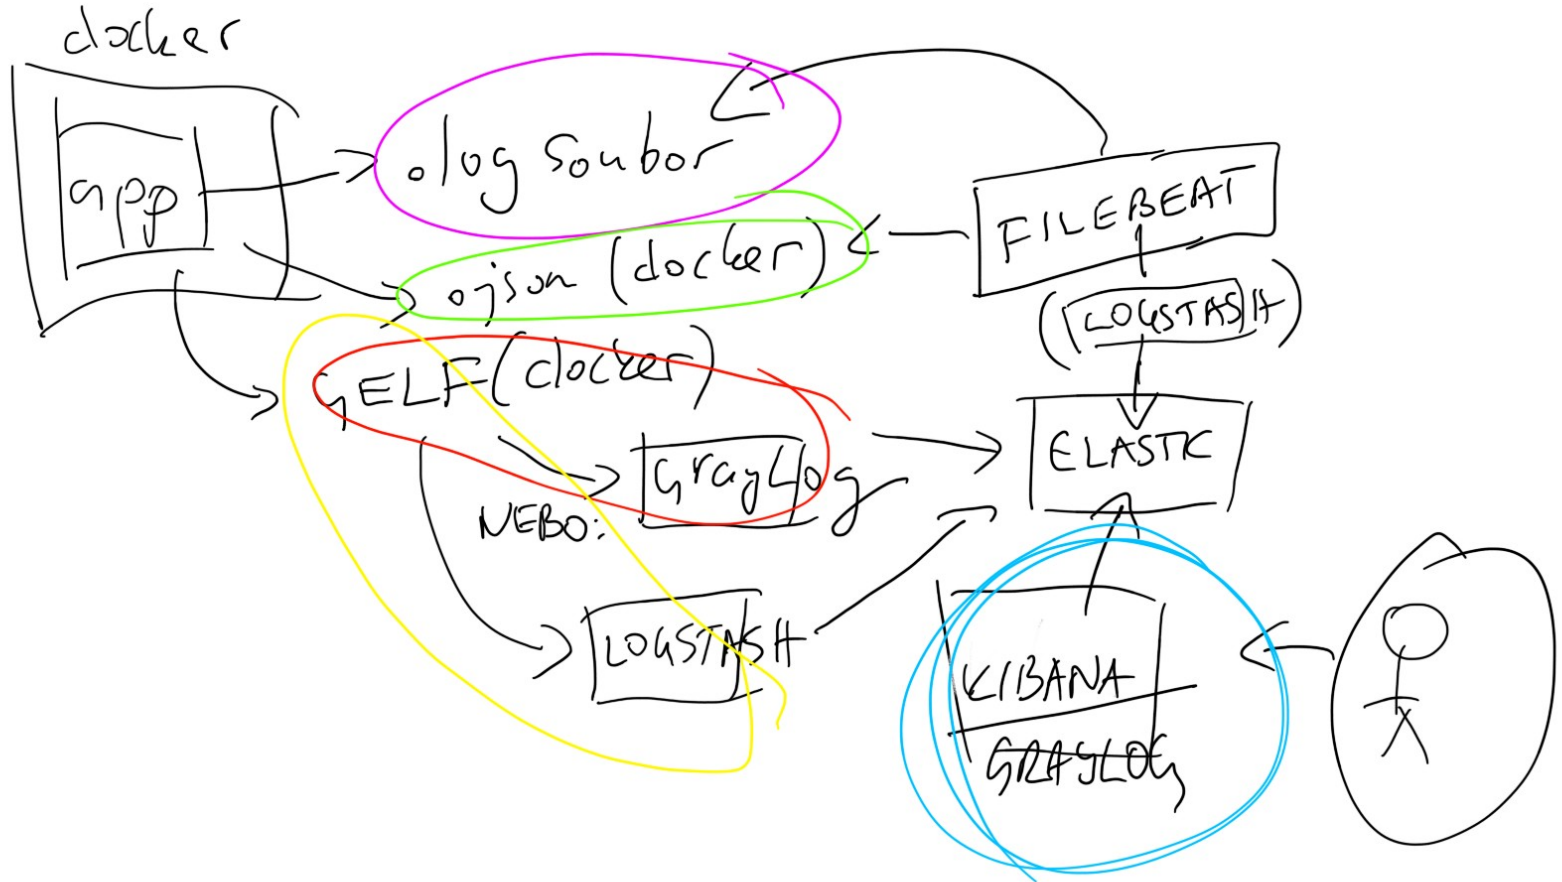 docker
app
.log soubor
.json (docker)
GELF (docker)
GrayLog
NEBO:
LOGSTASH
FILEBEAT
(LOGSTASH)
ELASTIC
KIBANA
GRAYLOG